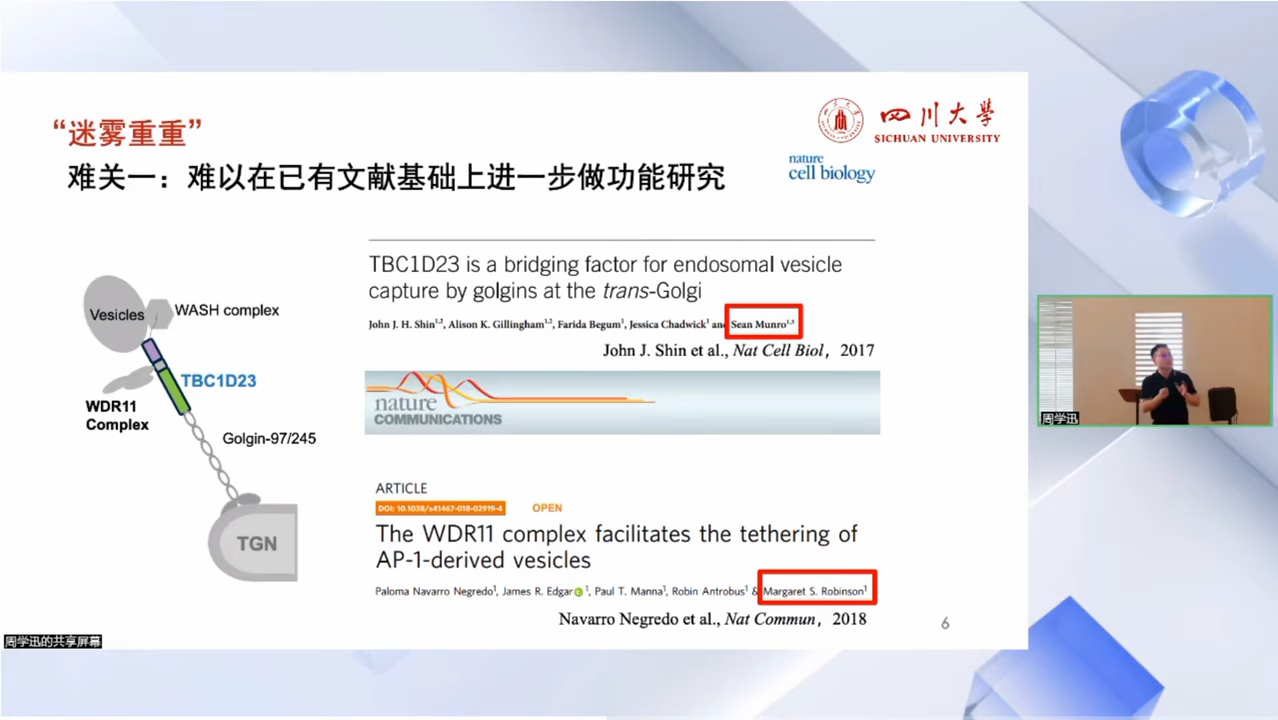 “迷雾重重”
难关一：难以在已有文献基础上进一步做功能研究
四川大学
SICHUAN UNIVERSITY
nature
cell biology
Vesicles
WASH complex
TBC1D23
WDR11
Complex
Golgin-97/245
TGN
TBC1D23 is a bridging factor for endosomal vesicle
capture by golgins at the trans-Golgi
John J. H. Shin1,2, Alison K. Gillingham1,2, Farida Begum1, Jessica Chadwick1 and Sean Munro1,3
John J. Shin et al., Nat Cell Biol，2017
nature
COMMUNICATIONS
ARTICLE
DOI: 10.1038/s41467-018-02919-4
OPEN
The WDR11 complex facilitates the tethering of
AP-1-derived vesicles
Paloma Navarro Negredo1, James R. Edgar1, Paul T. Manna1, Robin Antrobus1 & Margaret S. Robinson1
Navarro Negredo et al., Nat Commun，2018
6
周学迅的共享屏幕
周学迅